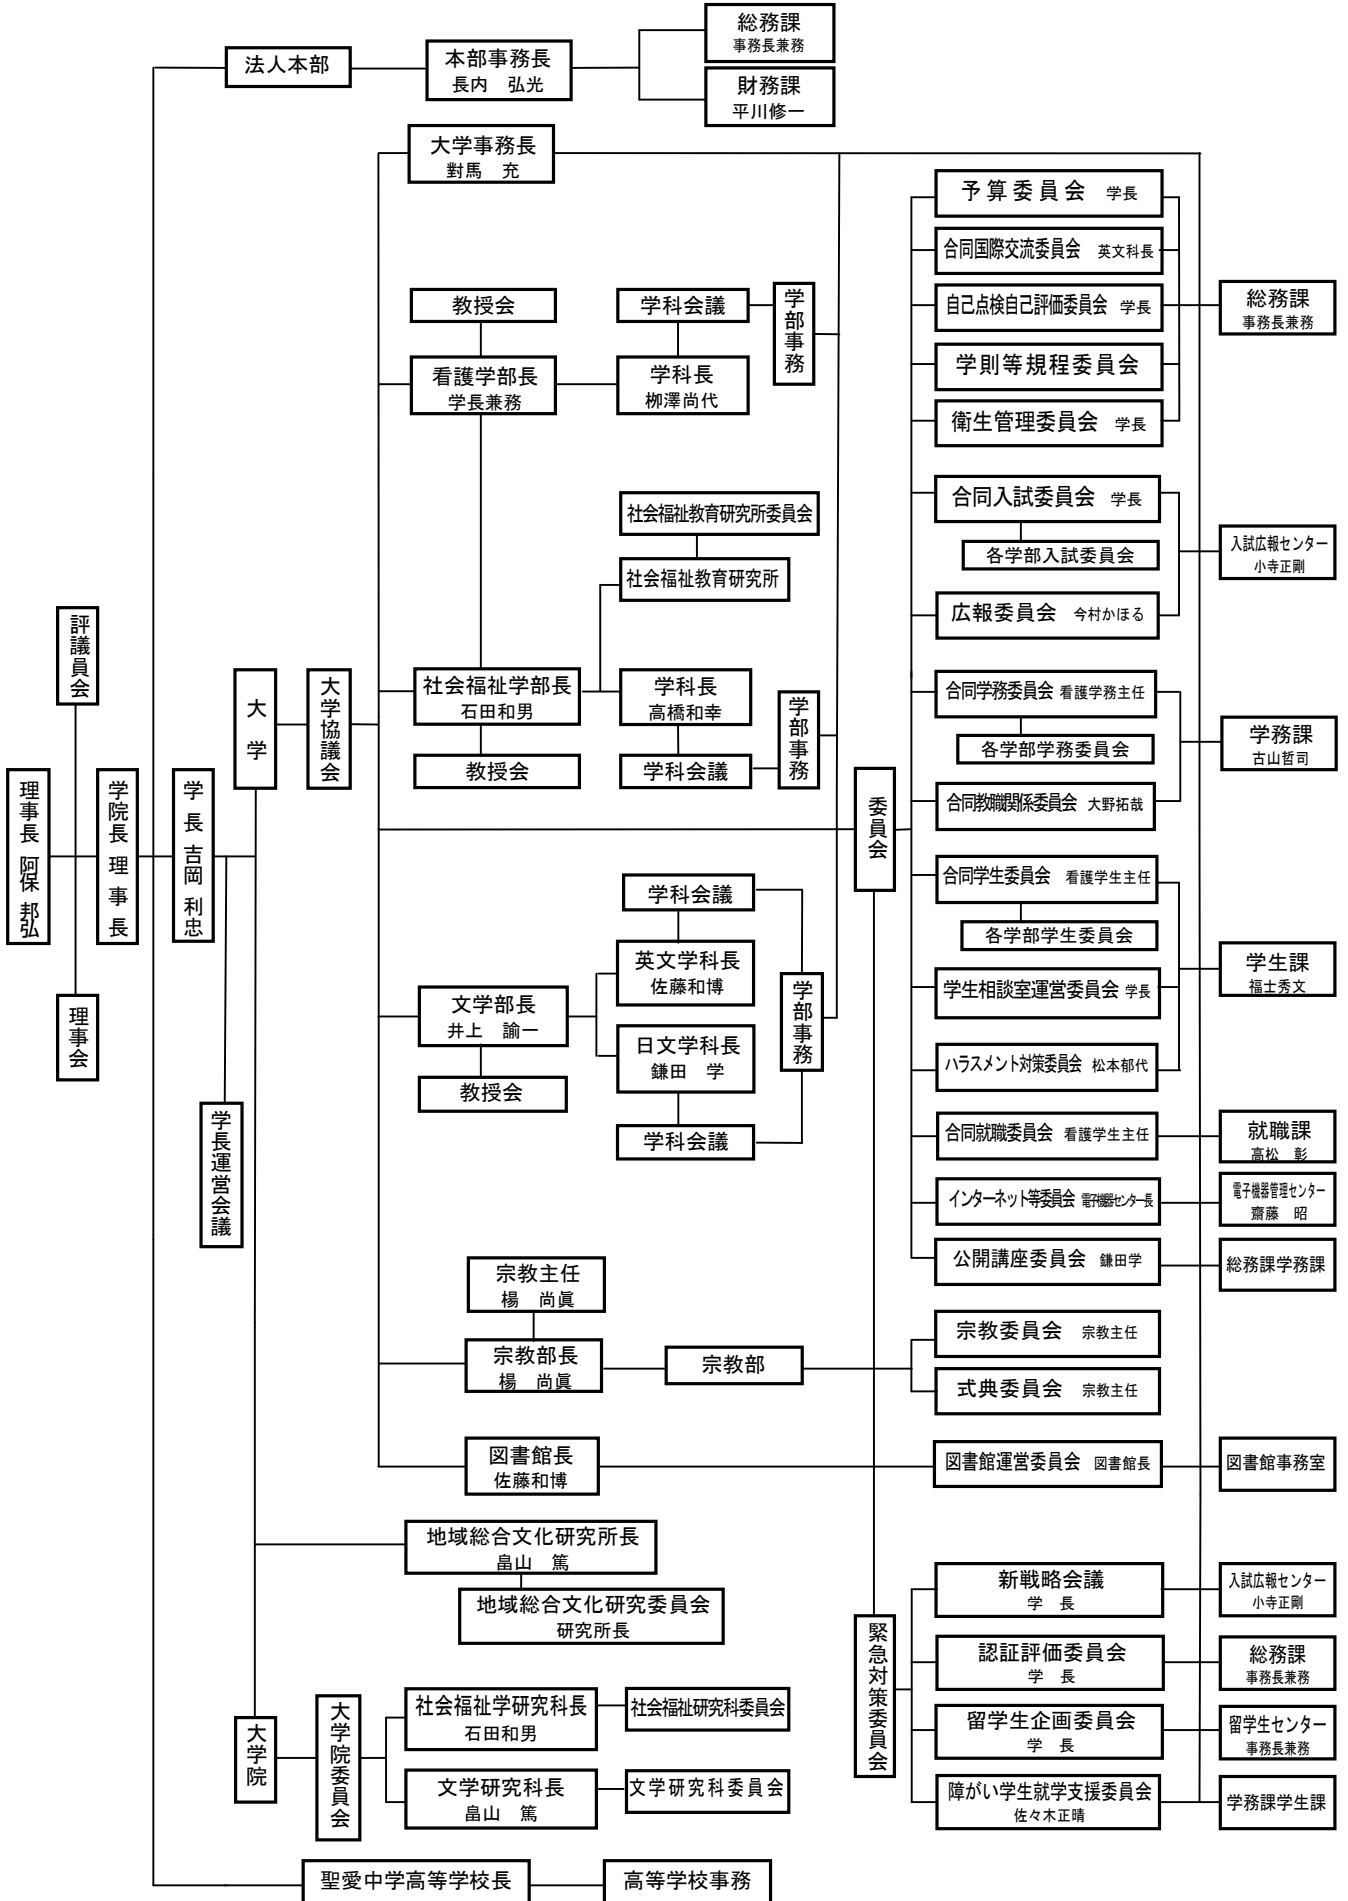 総務課
事務長兼務
法人本部
本部事務長
長内　弘光
財務課
平川修一
大学事務長
對馬　充
予算委員会　学長
合同国際交流委員会　英文科長
自己点検自己評価委員会　学長
学則等規程委員会
衛生管理委員会　学長
総務課
事務長兼務
教授会
学科会議
学部事務
看護学部長
学長兼務
学科長
栁澤尚代
合同入試委員会　学長
各学部入試委員会
広報委員会　今村かほる
入試広報センター
小寺正剛
社会福祉教育研究所委員会
社会福祉教育研究所
評議員会
理事長　阿保　邦弘
理事会
学院長　理事長
学長　吉岡　利忠
学長運営会議
大学
大学協議会
社会福祉学部長
石田和男
教授会
学科長
高橋和幸
学科会議
学部事務
委員会
合同学務委員会　看護学務主任
各学部学務委員会
合同教職関係委員会　大野拓哉
学務課
古山哲司
合同学生委員会　看護学生主任
各学部学生委員会
学生相談室運営委員会　学長
ハラスメント対策委員会　松本郁代
学生課
福士秀文
学科会議
英文学科長
佐藤和博
文学部長
井上　諭一
教授会
日文学科長
鎌田　学
学科会議
学部事務
合同就職委員会　看護学生主任
就職課
高松　彰
インターネット等委員会　電子機器センター長
電子機器管理センター
齋藤　昭
公開講座委員会　鎌田学
総務課学務課
宗教主任
楊　尚眞
宗教部長
楊　尚眞
宗教部
宗教委員会　宗教主任
式典委員会　宗教主任
図書館長
佐藤和博
図書館運営委員会　図書館長
図書館事務室
地域総合文化研究所長
畠山　篤
地域総合文化研究委員会
研究所長
緊急対策委員会
新戦略会議
学　長
入試広報センター
小寺正剛
認証評価委員会
学　長
総務課
事務長兼務
留学生企画委員会
学　長
留学生センター
事務長兼務
障がい学生就学支援委員会
佐々木正晴
学務課学生課
大学院
大学院委員会
社会福祉学研究科長
石田和男
社会福祉研究科委員会
文学研究科長
畠山　篤
文学研究科委員会
聖愛中学高等学校長
高等学校事務